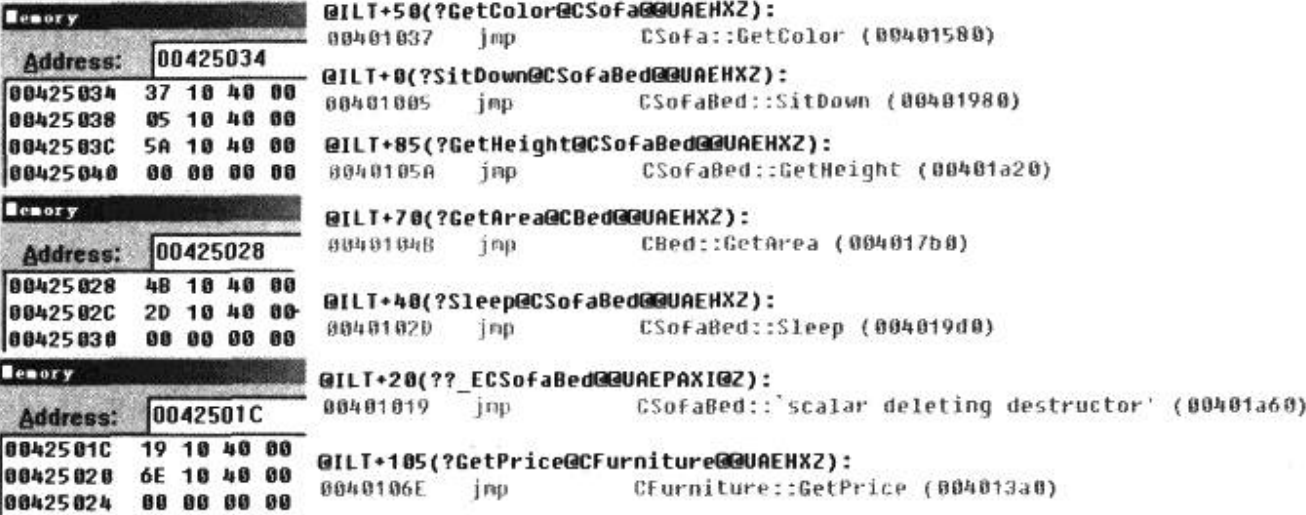 Memory
Address: 00425034
00425034 37 10 40 00
00425038 05 10 40 00
0042503C 5A 10 40 00
00425040 00 00 00 00
@ILT+50(?GetColor@CSofa@@UAEHXZ):
00401037 jmp CSofa::GetColor (00401580)
@ILT+0(?SitDown@CSofaBed@@UAEHXZ):
00401005 jmp CSofaBed::SitDown (00401980)
@ILT+85(?GetHeight@CSofaBed@@UAEHXZ):
0040105A jmp CSofaBed::GetHeight (00401a20)
Memory
Address: 00425028
00425028 4B 10 40 00
0042502C 2D 10 40 00
00425030 00 00 00 00
@ILT+70(?GetArea@CBed@@UAEHXZ):
0040104B jmp CBed::GetArea (004017b0)
@ILT+40(?Sleep@CSofaBed@@UAEHXZ):
0040102D jmp CSofaBed::Sleep (004019d0)
Memory
Address: 0042501C
0042501C 19 10 40 00
00425020 6E 10 40 00
00425024 00 00 00 00
@ILT+20(??_ECSofaBed@@UAEPAXI@Z):
00401019 jmp CSofaBed::`scalar deleting destructor' (00401a60)
@ILT+105(?GetPrice@CFurniture@@UAEHXZ):
0040106E jmp CFurniture::GetPrice (004013a0)